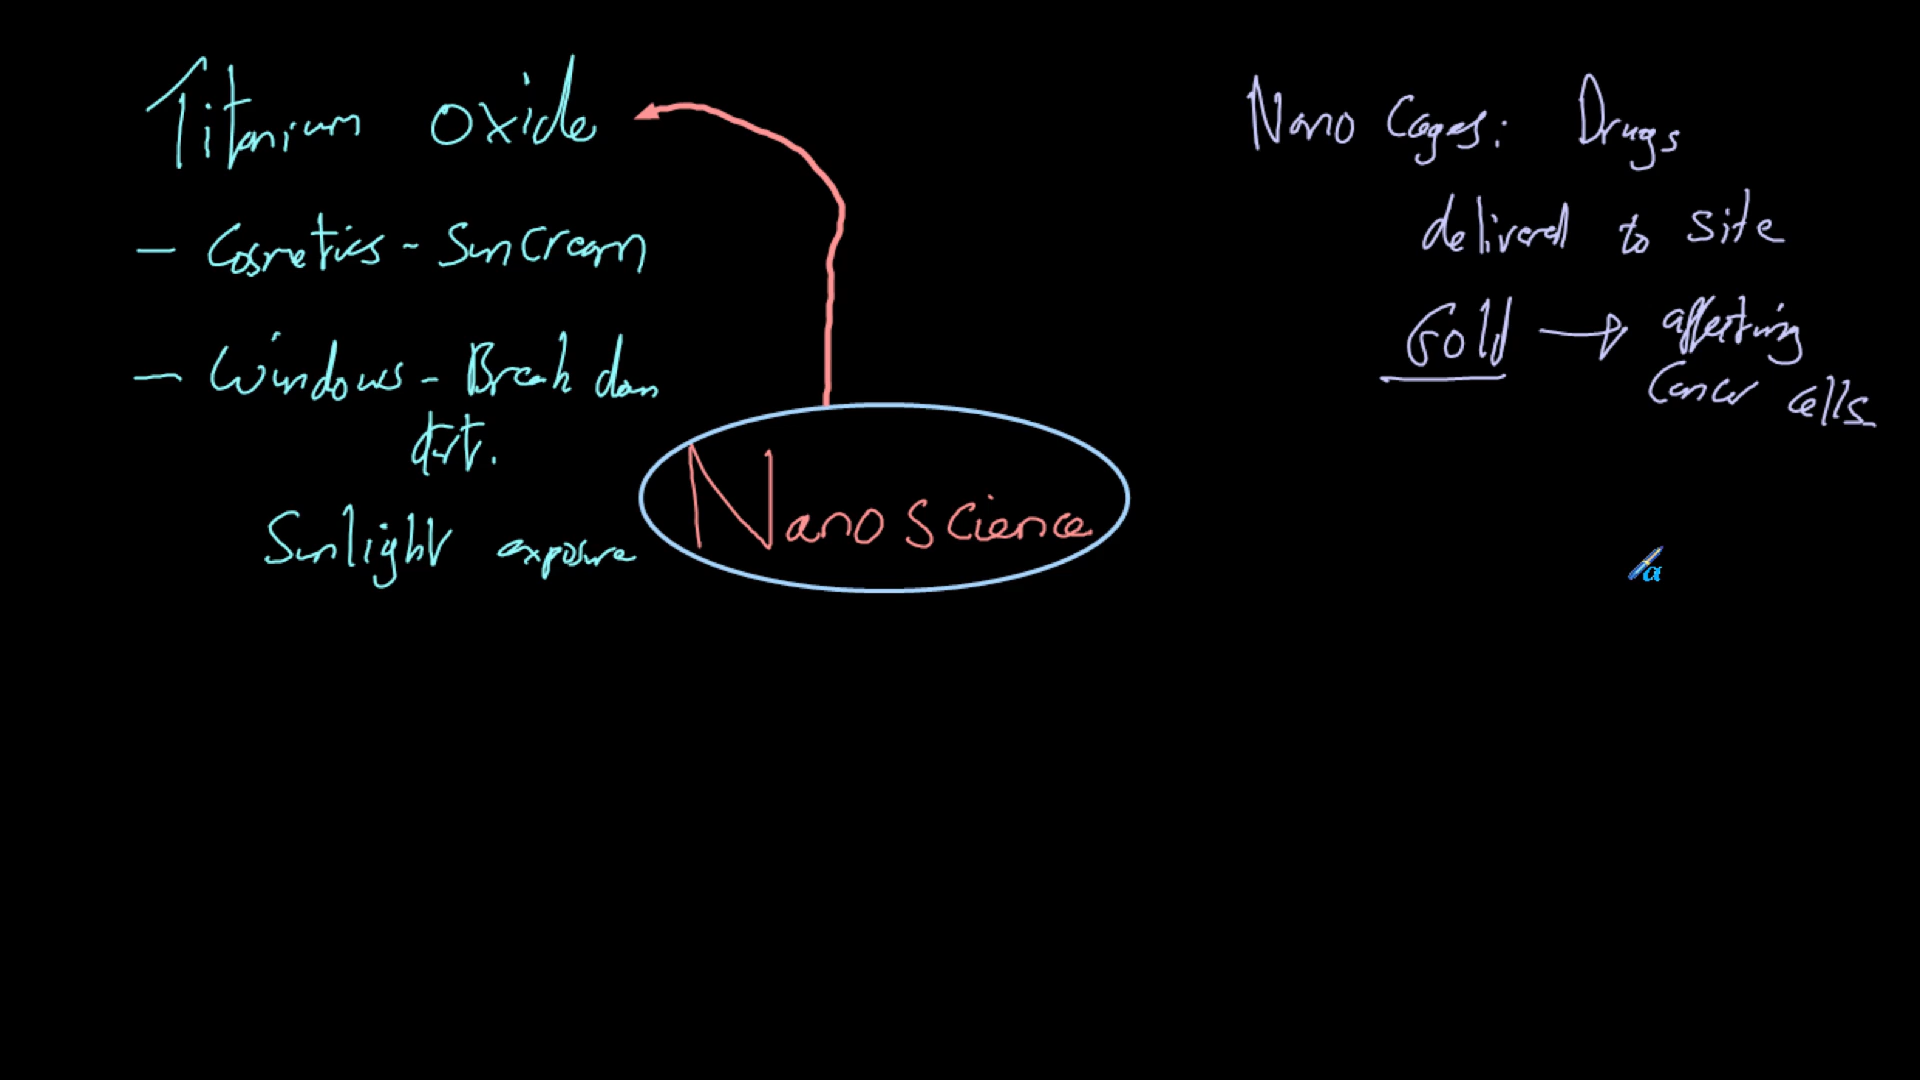 Titanium oxide
- Cosmetics - Suncream
- Windows - Break down
dirt.
Sunlight exposure
Nanoscience
Nano Cages: Drugs
delivered to site
Gold → affecting
Cancer cells